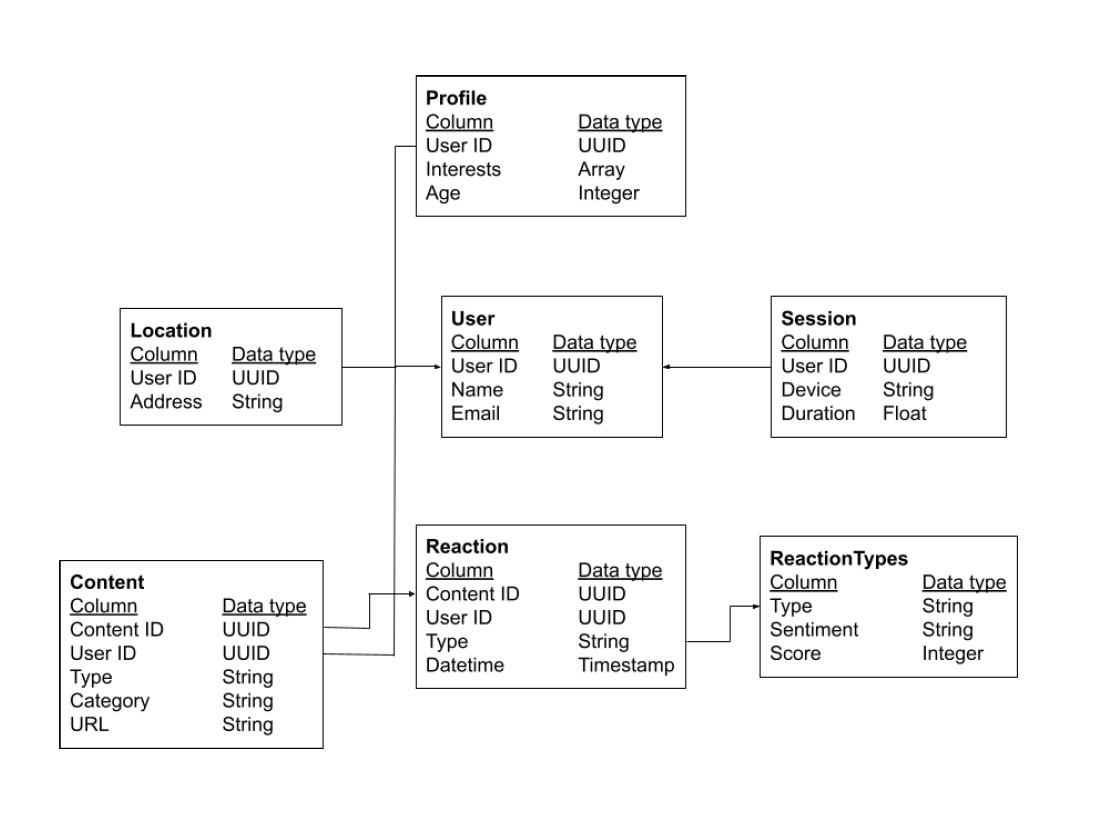 Profile
Column Data type
User ID UUID
Interests Array
Age Integer
Location
Column Data type
User ID UUID
Address String
User
Column Data type
User ID UUID
Name String
Email String
Session
Column Data type
User ID UUID
Device String
Duration Float
Content
Column Data type
Content ID UUID
User ID UUID
Type String
Category String
URL String
Reaction
Column Data type
Content ID UUID
User ID UUID
Type String
Datetime Timestamp
ReactionTypes
Column Data type
Type String
Sentiment String
Score Integer